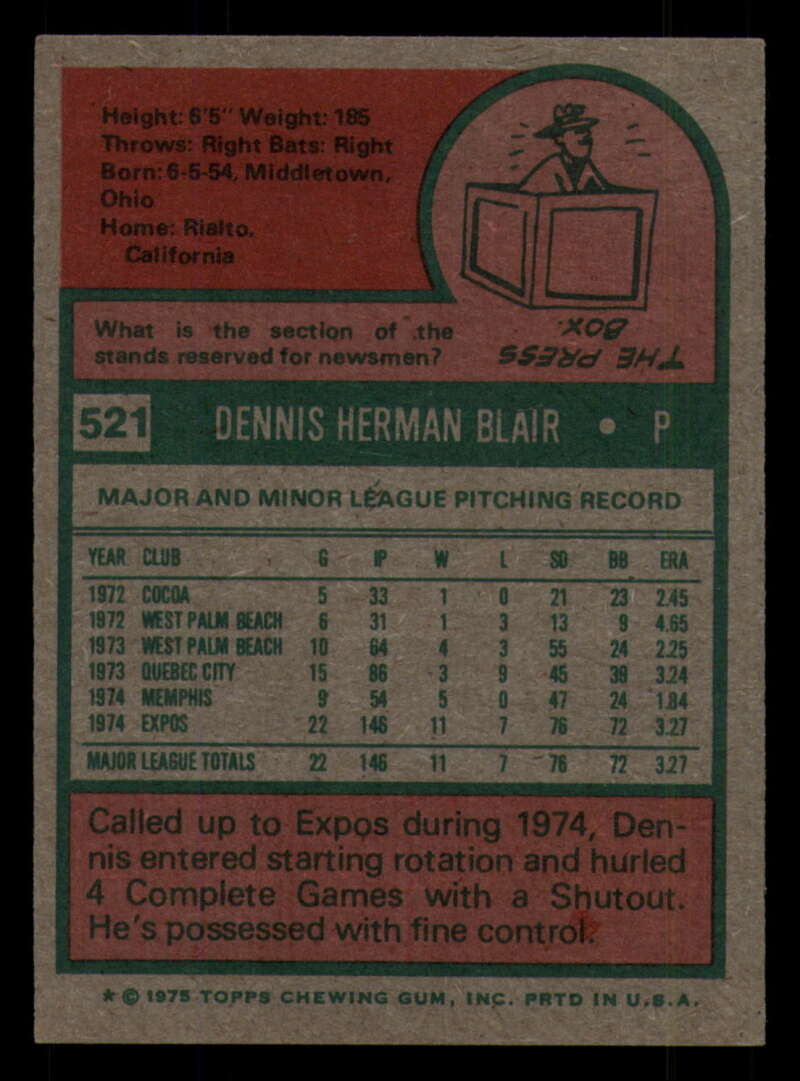 Height: 6'5" Weight: 185
Throws: Right Bats: Right
Born: 6-5-54, Middletown,
Ohio
Home: Rialto,
California
What is the section of the
stands reserved for newsmen?
THE PRESS
BOX.
521 DENNIS HERMAN BLAIR • P
MAJOR AND MINOR LEAGUE PITCHING RECORD
YEAR CLUB G IP W L SO BB ERA
1972 COCOA 5 33 1 0 21 23 2.45
1972 WEST PALM BEACH 6 31 1 3 13 9 4.65
1973 WEST PALM BEACH 10 64 4 3 55 24 2.25
1973 QUEBEC CITY 15 86 3 9 45 39 3.24
1974 MEMPHIS 9 54 5 0 47 24 1.84
1974 EXPOS 22 146 11 7 76 72 3.27
MAJOR LEAGUE TOTALS 22 146 11 7 76 72 3.27
Called up to Expos during 1974, Den-
nis entered starting rotation and hurled
4 Complete Games with a Shutout.
He's possessed with fine control.
★ © 1975 TOPPS CHEWING GUM, INC. PRTD IN U.S.A.